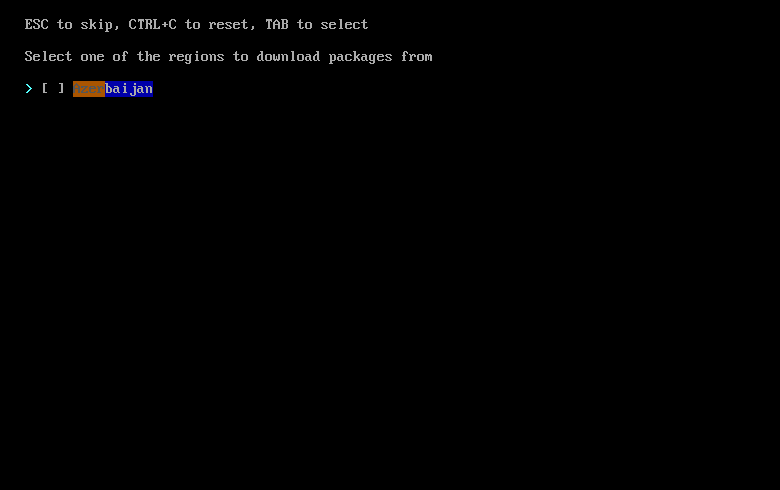 ESC to skip, CTRL+C to reset, TAB to select
Select one of the regions to download packages from
> [ ] Azerbaijan